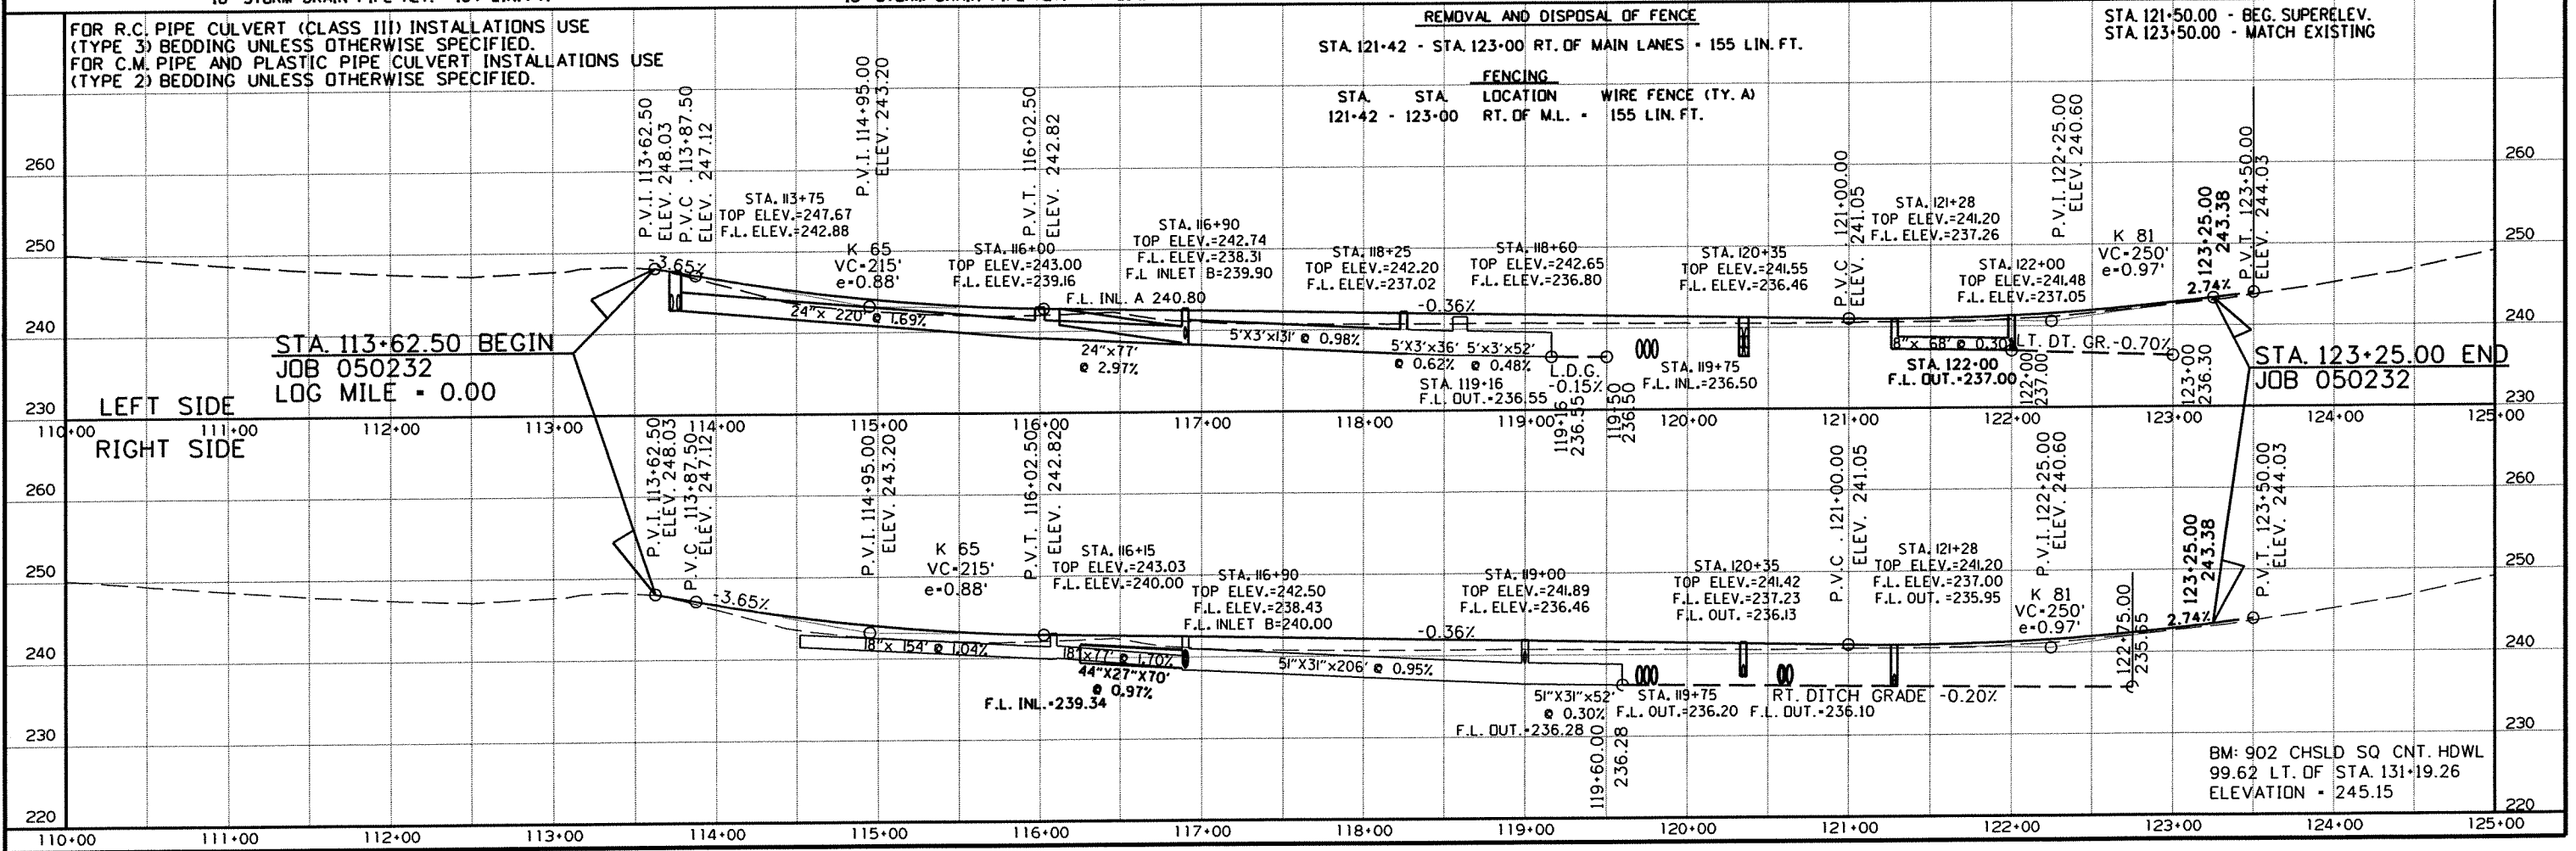 FOR R.C. PIPE CULVERT (CLASS III) INSTALLATIONS USE
(TYPE 3) BEDDING UNLESS OTHERWISE SPECIFIED.
FOR C.M. PIPE AND PLASTIC PIPE CULVERT INSTALLATIONS USE
(TYPE 2) BEDDING UNLESS OTHERWISE SPECIFIED.
REMOVAL AND DISPOSAL OF FENCE
STA. 121+42 - STA. 123+00 RT. OF MAIN LANES = 155 LIN. FT.
FENCING
STA. STA. LOCATION WIRE FENCE (TY. A)
121+42 - 123+00 RT. OF M.L. = 155 LIN. FT.
STA. 121+50.00 - BEG. SUPERELEV.
STA. 123+50.00 - MATCH EXISTING
260
250
240
230
P.V.I. 113+62.50
ELEV. 248.03
P.V.C. 113+87.50
ELEV. 247.12
STA. 113+75
TOP ELEV.=247.67
F.L. ELEV.=242.88
-3.65%
P.V.I. 114+95.00
ELEV. 243.20
K 65
VC=215'
e=0.88'
24"x 220' @ 1.69%
STA. 116+00
TOP ELEV.=243.00
F.L. ELEV.=239.16
P.V.T. 116+02.50
ELEV. 242.82
F.L. INL. A 240.80
24"x77'
@ 2.97%
STA. 116+90
TOP ELEV.=242.74
F.L. ELEV.=238.31
F.L. INLET B=239.90
5'X3'x131' @ 0.98%
STA. 118+25
TOP ELEV.=242.20
F.L. ELEV.=237.02
-0.36%
5'X3'x36'
@ 0.62%
STA. 118+60
TOP ELEV.=242.65
F.L. ELEV.=236.80
5'x3'x52'
@ 0.48%
STA. 119+16
F.L. OUT.=236.55
L.D.G.
-0.15%
119+16
236.55
119+50
236.50
STA. 119+75
F.L. INL.=236.50
STA. 120+35
TOP ELEV.=241.55
F.L. ELEV.=236.46
P.V.C. 121+00.00
ELEV. 241.05
STA. 121+28
TOP ELEV.=241.20
F.L. ELEV.=237.26
STA. 122+00
TOP ELEV.=241.48
F.L. ELEV.=237.05
8"x 68' @ 0.30
STA. 122+00
F.L. OUT.=237.00
LT. DT. GR.-0.70%
122+00
237.00
P.V.I. 122+25.00
ELEV. 240.60
K 81
VC=250'
e=0.97'
123+00
236.30
123+25.00
243.38
2.74%
P.V.T. 123+50.00
ELEV. 244.03
260
250
240
230
STA. 113+62.50 BEGIN
JOB 050232
LOG MILE = 0.00
STA. 123+25.00 END
JOB 050232
LEFT SIDE
110+00 111+00 112+00 113+00 114+00 115+00 116+00 117+00 118+00 119+00 120+00 121+00 122+00 123+00 124+00 125+00
RIGHT SIDE
260
250
240
230
220
P.V.I. 113+62.50
ELEV. 248.03
P.V.C. 113+87.50
ELEV. 247.12
-3.65%
P.V.I. 114+95.00
ELEV. 243.20
K 65
VC=215'
e=0.88'
18"x 154' @ 1.04%
P.V.T. 116+02.50
ELEV. 242.82
STA. 116+15
TOP ELEV.=243.03
F.L. ELEV.=240.00
18"x77' @ 1.70%
44"X27"X70'
@ 0.97%
F.L. INL.=239.34
STA. 116+90
TOP ELEV.=242.50
F.L. ELEV.=238.43
F.L. INLET B=240.00
-0.36%
51"X31"x206' @ 0.95%
STA. 119+00
TOP ELEV.=241.89
F.L. ELEV.=236.46
51"X31"x52'
@ 0.30%
F.L. OUT.=236.28
119+60.00
236.28
STA. 119+75
F.L. OUT.=236.20
F.L. OUT.=236.10
STA. 120+35
TOP ELEV.=241.42
F.L. ELEV.=237.23
F.L. OUT.=236.13
RT. DITCH GRADE -0.20%
P.V.C. 121+00.00
ELEV. 241.05
STA. 121+28
TOP ELEV.=241.20
F.L. ELEV.=237.00
F.L. OUT.=235.95
P.V.I. 122+25.00
ELEV. 240.60
K 81
VC=250'
e=0.97'
122+75.00
235.65
123+25.00
243.38
2.74%
P.V.T. 123+50.00
ELEV. 244.03
260
250
240
230
220
BM: 902 CHSLD SQ CNT. HDWL
99.62 LT. OF STA. 131+19.26
ELEVATION = 245.15
110+00 111+00 112+00 113+00 114+00 115+00 116+00 117+00 118+00 119+00 120+00 121+00 122+00 123+00 124+00 125+00